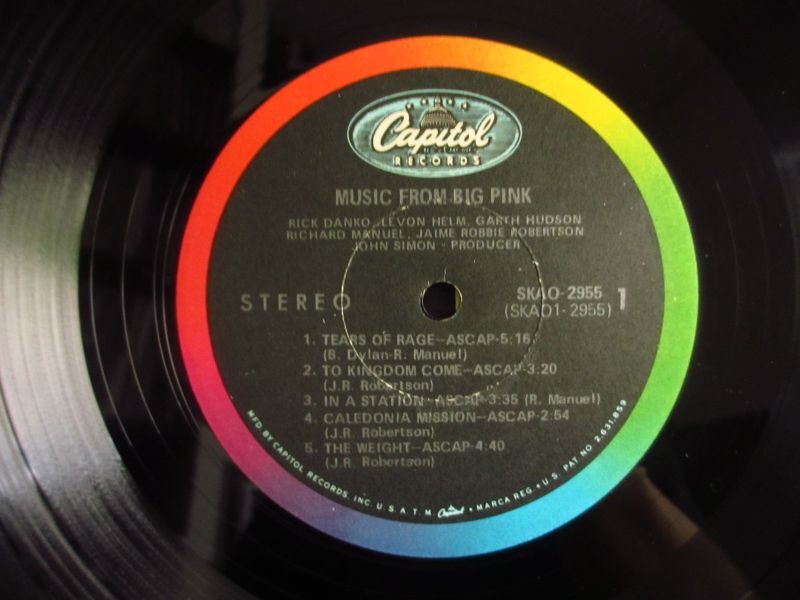 Capitol
RECORDS
MUSIC FROM BIG PINK
RICK DANKO, LEVON HELM, GARTH HUDSON
RICHARD MANUEL, JAIME ROBBIE ROBERTSON
JOHN SIMON - PRODUCER
STEREO
SKAO-2955
(SKAO1-2955)
1
1. TEARS OF RAGE—ASCAP-5:16
(B. Dylan-R. Manuel)
2. TO KINGDOM COME—ASCAP-3:20
(J.R. Robertson)
3. IN A STATION—ASCAP-3:35 (R. Manuel)
4. CALEDONIA MISSION—ASCAP-2:54
(J.R. Robertson)
5. THE WEIGHT—ASCAP-4:40
(J.R. Robertson)
MFD. BY CAPITOL RECORDS, INC. U.S.A. T.M. Capitol • MARCA REG. • U.S. PAT. NO. 2,631,859